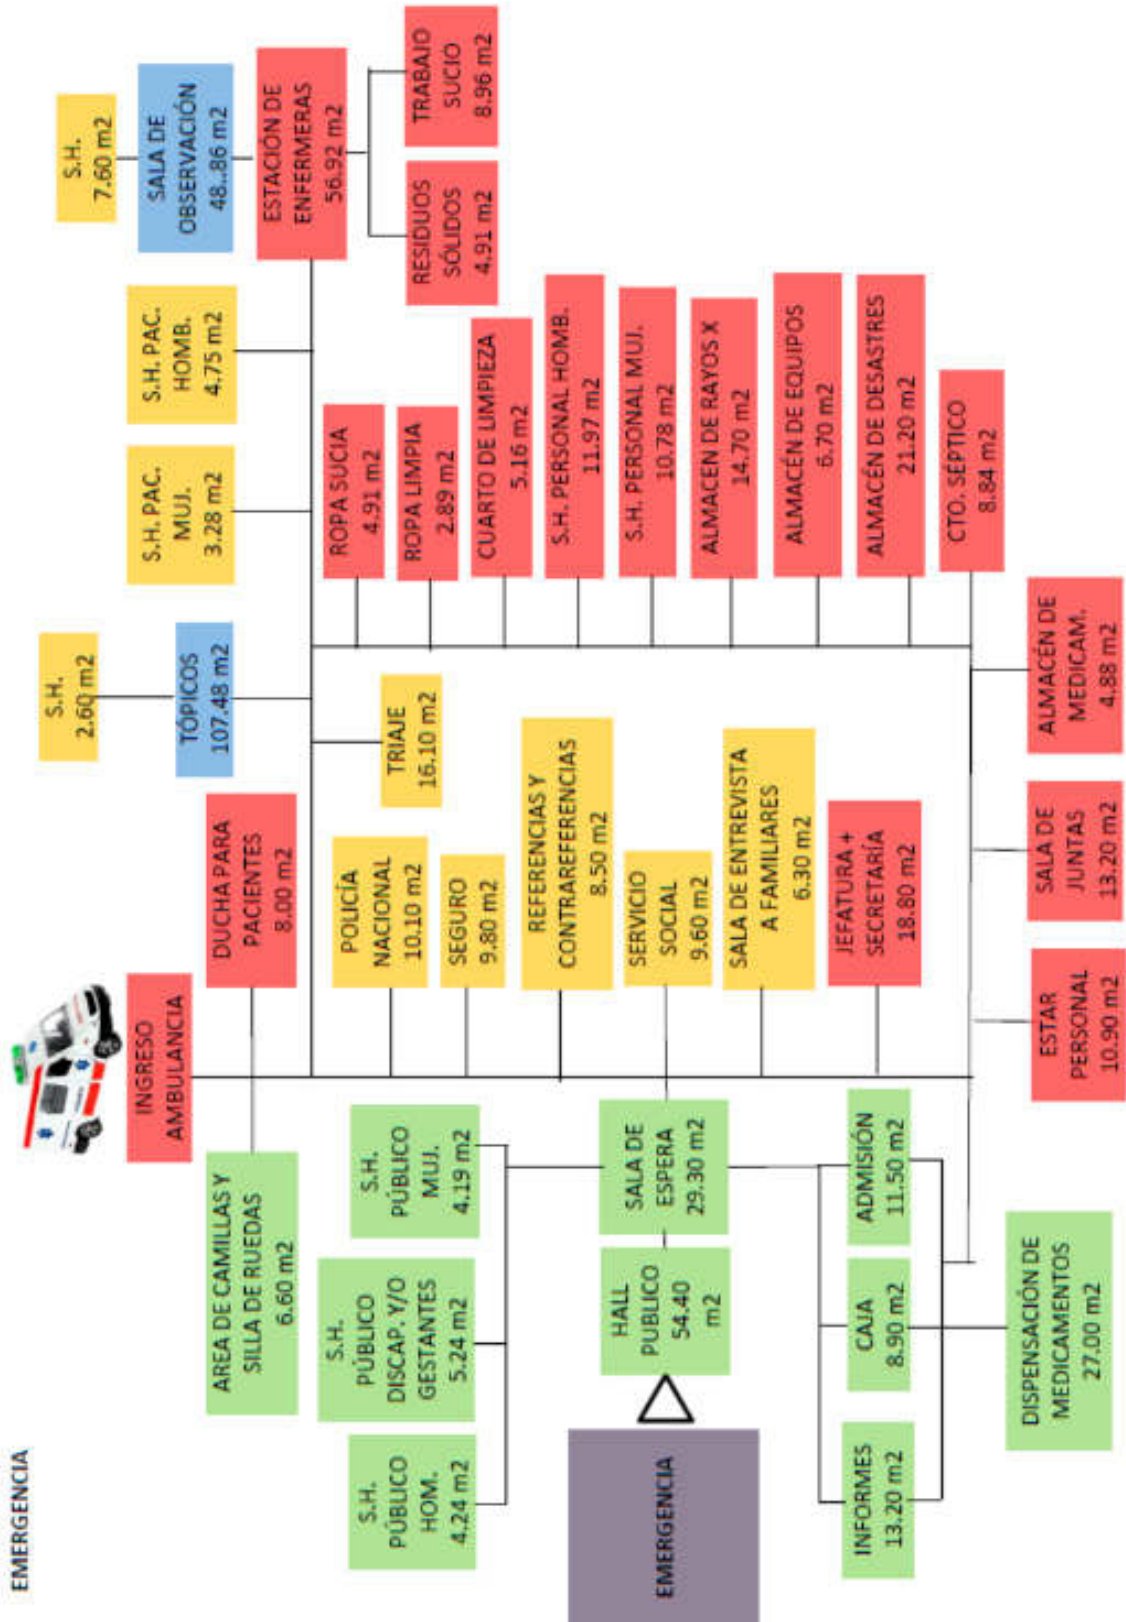 EMERGENCIA
INGRESO
AMBULANCIA
AREA DE CAMILLAS Y
SILLA DE RUEDAS
6.60 m2
DUCHA PARA
PACIENTES
8.00 m2
S.H.
2.60 m2
TÓPICOS
107.48 m2
S.H. PAC.
MUJ.
3.28 m2
S.H. PAC.
HOMB.
4.75 m2
S.H.
7.60 m2
SALA DE
OBSERVACIÓN
48..86 m2
ESTACIÓN DE
ENFERMERAS
56.92 m2
RESIDUOS
SÓLIDOS
4.91 m2
TRABAJO
SUCIO
8.96 m2
S.H.
PÚBLICO
HOM.
4.24 m2
S.H.
PÚBLICO
DISCAP. Y/O
GESTANTES
5.24 m2
S.H.
PÚBLICO
MUJ.
4.19 m2
POLICÍA
NACIONAL
10.10 m2
TRIAJE
16.10 m2
SEGURO
9.80 m2
REFERENCIAS Y
CONTRAREFERENCIAS
8.50 m2
SERVICIO
SOCIAL
9.60 m2
SALA DE ENTREVISTA
A FAMILIARES
6.30 m2
JEFATURA +
SECRETARÍA
18.80 m2
ROPA SUCIA
4.91 m2
ROPA LIMPIA
2.89 m2
CUARTO DE LIMPIEZA
5.16 m2
S.H. PERSONAL HOMB.
11.97 m2
S.H. PERSONAL MUJ.
10.78 m2
ALMACEN DE RAYOS X
14.70 m2
ALMACÉN DE EQUIPOS
6.70 m2
ALMACÉN DE DESASTRES
21.20 m2
CTO. SÉPTICO
8.84 m2
EMERGENCIA
HALL
PUBLICO
54.40
m2
SALA DE
ESPERA
29.30 m2
INFORMES
13.20 m2
CAJA
8.90 m2
ADMISIÓN
11.50 m2
DISPENSACIÓN DE
MEDICAMENTOS
27.00 m2
ESTAR
PERSONAL
10.90 m2
SALA DE
JUNTAS
13.20 m2
ALMACÉN DE
MEDICAM.
4.88 m2